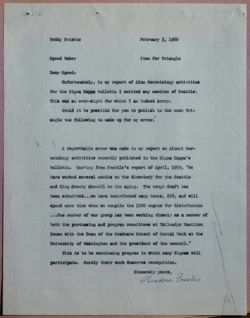 Teddy Frisbie February 3, 1960
Speed Baker Item for Triangle
Dear Speed:
Unfortunately, in my report of Alum Gerontology activities
for the Sigma Kappa bulletin I omitted any mention of Seattle.
This was an over-sight for which I am indeed sorry.
Would it be possible for you to publish in the next Tri-
angle the following to make up for my error.
A regrettable error was made in my report on Alumni Ger-
ontology activities recently published in the Sigma Kappa's
bulletin. Quoting from Seattle's report of April, 1959, "We
have worked several months on the directory for the Seattle
and King County Council on the aging. The rough draft has
been submitted...we have contributed many hours, $50, and will
spend more time when we compile the 1500 copies for distribution
...One member of our group has been working closely as a member of
both the purchasing and program committees at
House with the Dean of the Graduate School of Social Work at the
University of Washington and the president of the council."
This is to be continuing program in which many Sigmas will
participate. Surely their work deserves recognition.
Sincerely yours,